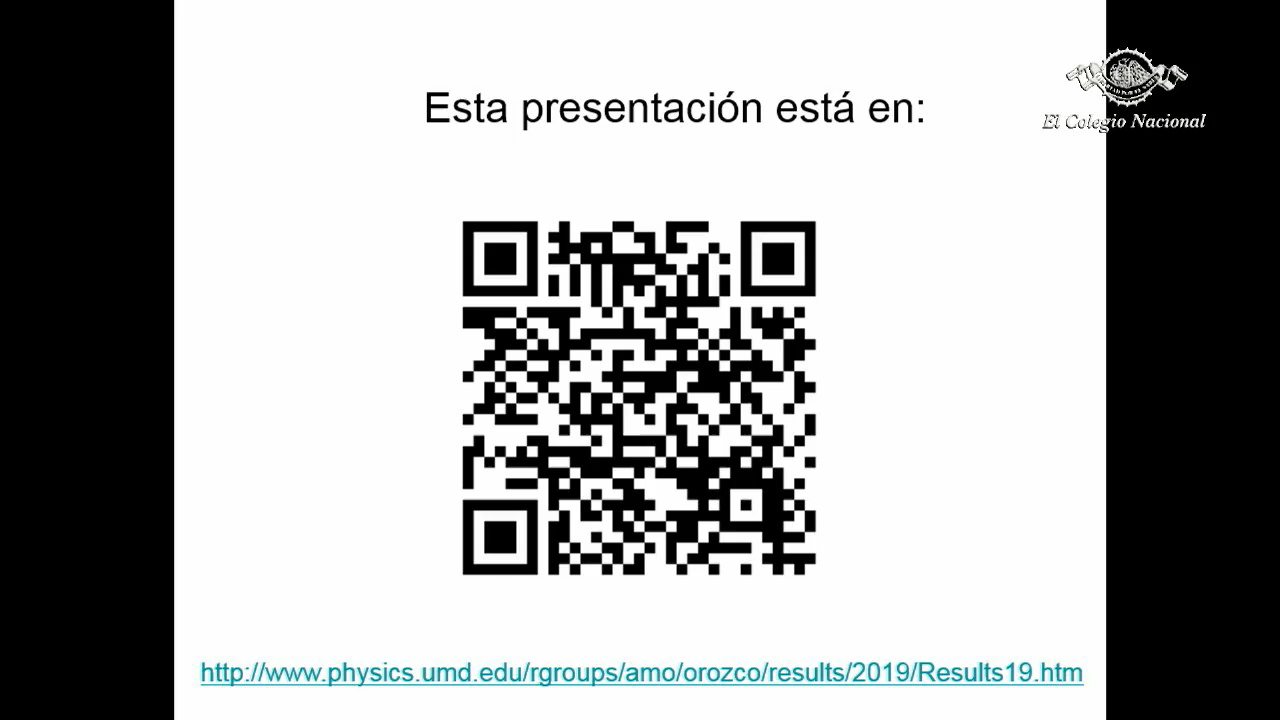 Esta presentación está en:
El Colegio Nacional
http://www.physics.umd.edu/rgroups/amo/orozco/results/2019/Results19.htm